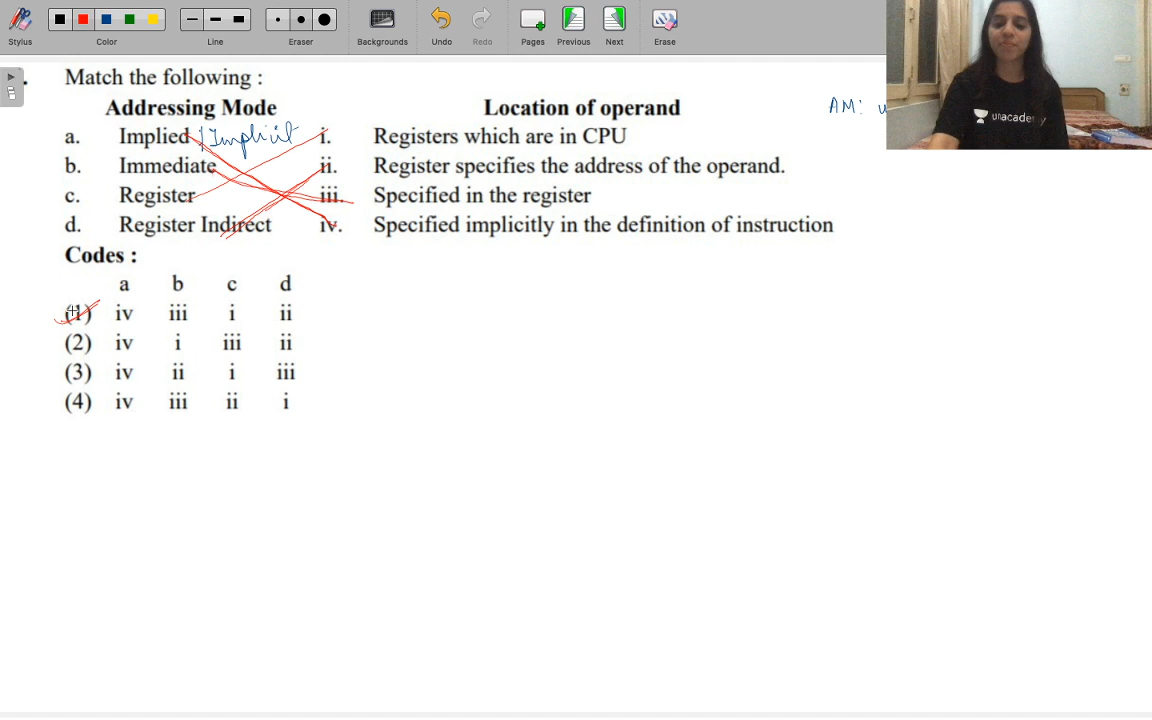 Stylus Color Line Eraser Backgrounds Undo Redo Pages Previous Next Erase
Match the following :
Addressing Mode Location of operand AM:
a. Implied / Implicit i. Registers which are in CPU
b. Immediate ii. Register specifies the address of the operand.
c. Register iii. Specified in the register
d. Register Indirect iv. Specified implicitly in the definition of instruction
Codes :
a b c d
(1) iv iii i ii
(2) iv i iii ii
(3) iv ii i iii
(4) iv iii ii i
unacademy